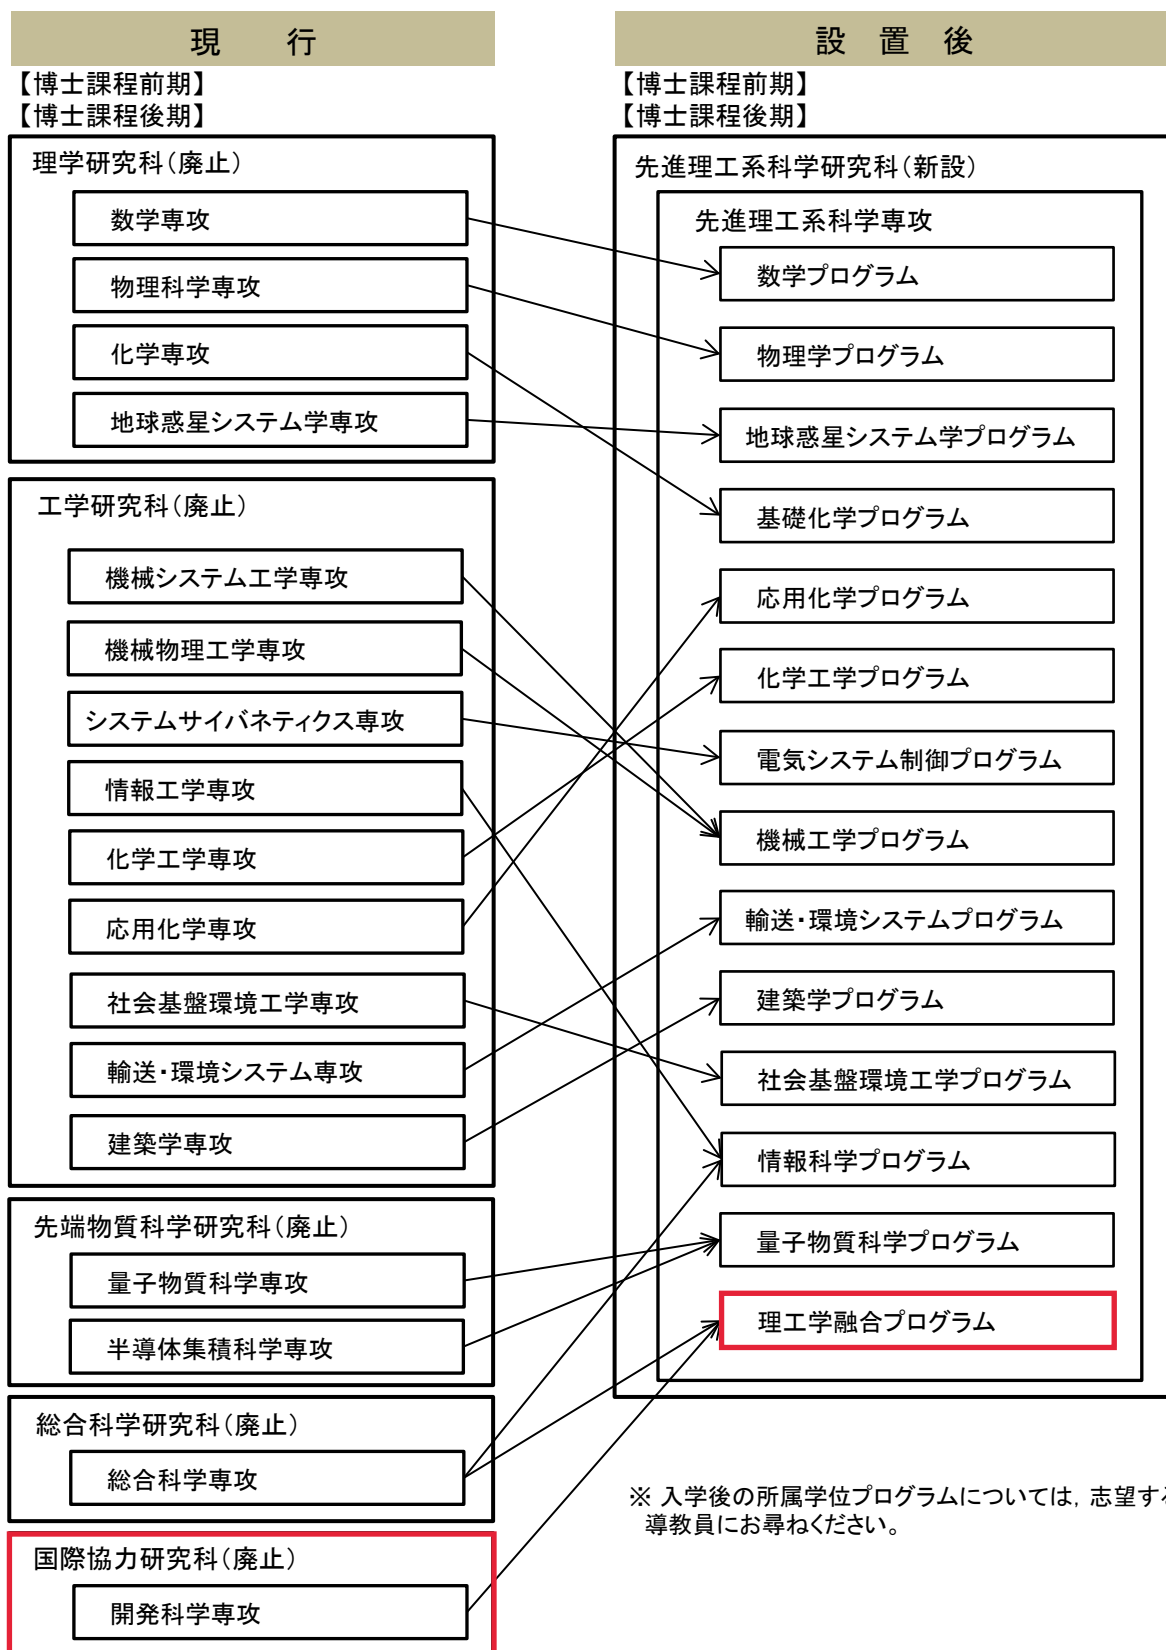 現　行
【博士課程前期】
【博士課程後期】
理学研究科（廃止）
数学専攻
物理科学専攻
化学専攻
地球惑星システム学専攻
工学研究科（廃止）
機械システム工学専攻
機械物理工学専攻
システムサイバネティクス専攻
情報工学専攻
化学工学専攻
応用化学専攻
社会基盤環境工学専攻
輸送・環境システム専攻
建築学専攻
先端物質科学研究科（廃止）
量子物質科学専攻
半導体集積科学専攻
総合科学研究科（廃止）
総合科学専攻
国際協力研究科（廃止）
開発科学専攻
設　置　後
【博士課程前期】
【博士課程後期】
先進理工系科学研究科（新設）
先進理工系科学専攻
数学プログラム
物理学プログラム
地球惑星システム学プログラム
基礎化学プログラム
応用化学プログラム
化学工学プログラム
電気システム制御プログラム
機械工学プログラム
輸送・環境システムプログラム
建築学プログラム
社会基盤環境工学プログラム
情報科学プログラム
量子物質科学プログラム
理工学融合プログラム
※ 入学後の所属学位プログラムについては，志望する
導教員にお尋ねください。